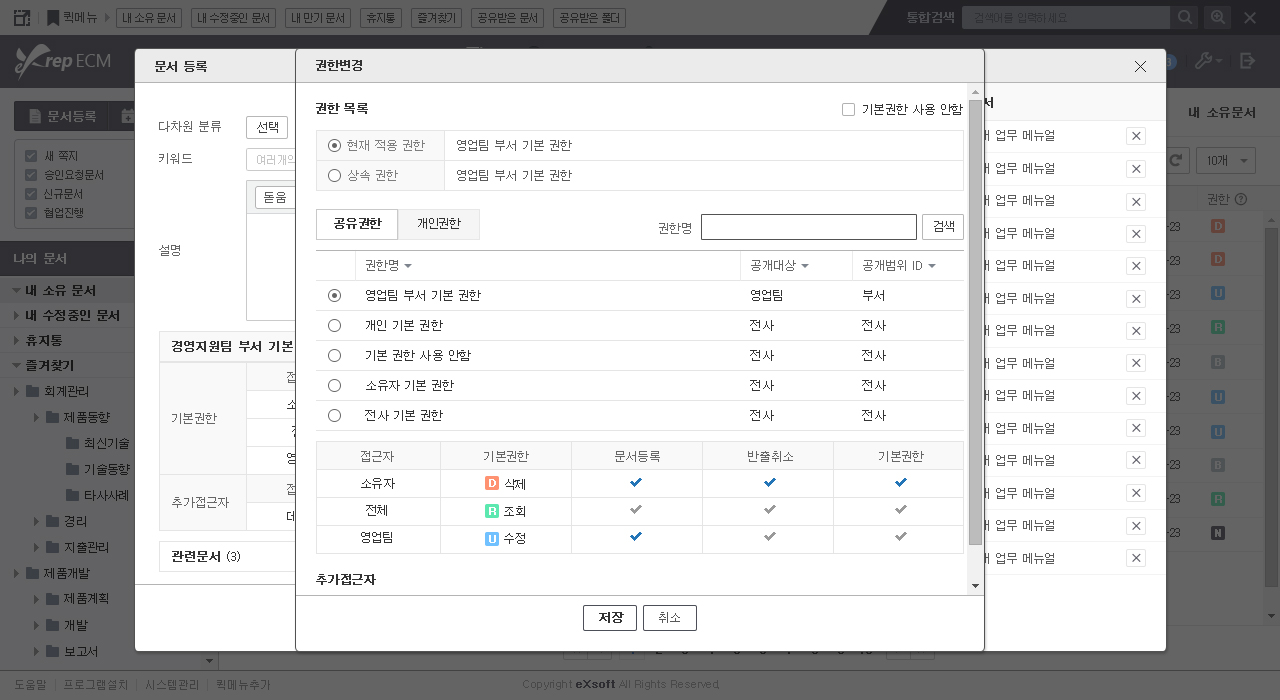 퀵메뉴 > 내 소유 문서 내 수정중인 문서 내 만기 문서 휴지통 즐겨찾기 공유받은 문서 공유받은 폴더 통합검색 검색어를 입력하세요
eXrep ECM
문서등록
새 쪽지
승인요청문서
신규문서
협업진행
나의 문서
내 소유 문서
내 수정중인 문서
휴지통
즐겨찾기
회계관리
제품동향
최신기술
기술동향
타사사례
경리
지출관리
제품개발
제품계획
개발
보고서
문서 등록
다차원 분류 선택
키워드 여러개의
돋움
설명
경영지원팀 부서 기본
기본권한
추가접근자
관련문서 (3)
권한변경
권한 목록 기본권한 사용 안함
현재 적용 권한 영업팀 부서 기본 권한
상속 권한 영업팀 부서 기본 권한
공유권한 개인권한 권한명 검색
권한명 공개대상 공개범위 ID
영업팀 부서 기본 권한 영업팀 부서
개인 기본 권한 전사 전사
기본 권한 사용 안함 전사 전사
소유자 기본 권한 전사 전사
전사 기본 권한 전사 전사
접근자 기본권한 문서등록 반출취소 기본권한
소유자 D 삭제
전체 R 조회
영업팀 U 수정
추가접근자
저장 취소
업무 메뉴얼
업무 메뉴얼
업무 메뉴얼
업무 메뉴얼
업무 메뉴얼
업무 메뉴얼
업무 메뉴얼
업무 메뉴얼
업무 메뉴얼
업무 메뉴얼
업무 메뉴얼
업무 메뉴얼
업무 메뉴얼
업무 메뉴얼
내 소유문서
10개
권한
-23 D
-23 D
-23 U
-23 R
-23 B
-23 U
-23 U
-23 B
-23 R
-23 N
도움말 | 프로그램설치 | 시스템관리 | 퀵메뉴추가
Copyright eXsoft All Rights Reserved.